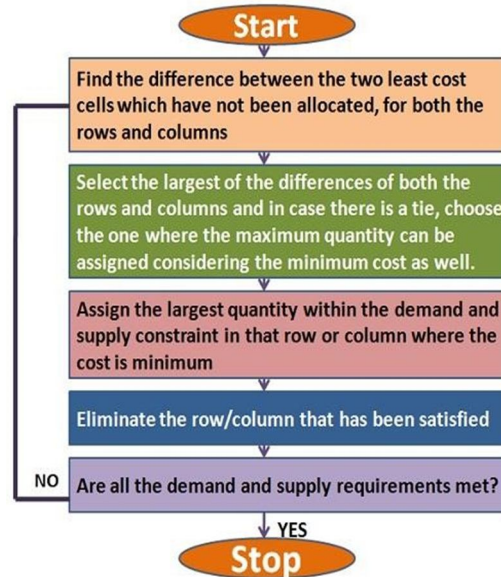 Start
Find the difference between the two least cost
cells which have not been allocated, for both the
rows and columns
Select the largest of the differences of both the
rows and columns and in case there is a tie, choose
the one where the maximum quantity can be
assigned considering the minimum cost as well.
Assign the largest quantity within the demand and
supply constraint in that row or column where the
cost is minimum
Eliminate the row/column that has been satisfied
NO
Are all the demand and supply requirements met?
YES
Stop